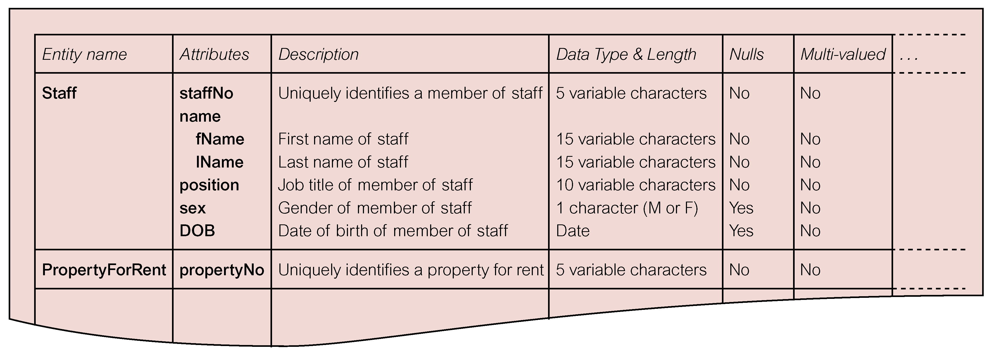 Entity name Attributes Description Data Type & Length Nulls Multi-valued ...
Staff staffNo Uniquely identifies a member of staff 5 variable characters No No
name
fName First name of staff 15 variable characters No No
lName Last name of staff 15 variable characters No No
position Job title of member of staff 10 variable characters No No
sex Gender of member of staff 1 character (M or F) Yes No
DOB Date of birth of member of staff Date Yes No
PropertyForRent propertyNo Uniquely identifies a property for rent 5 variable characters No No